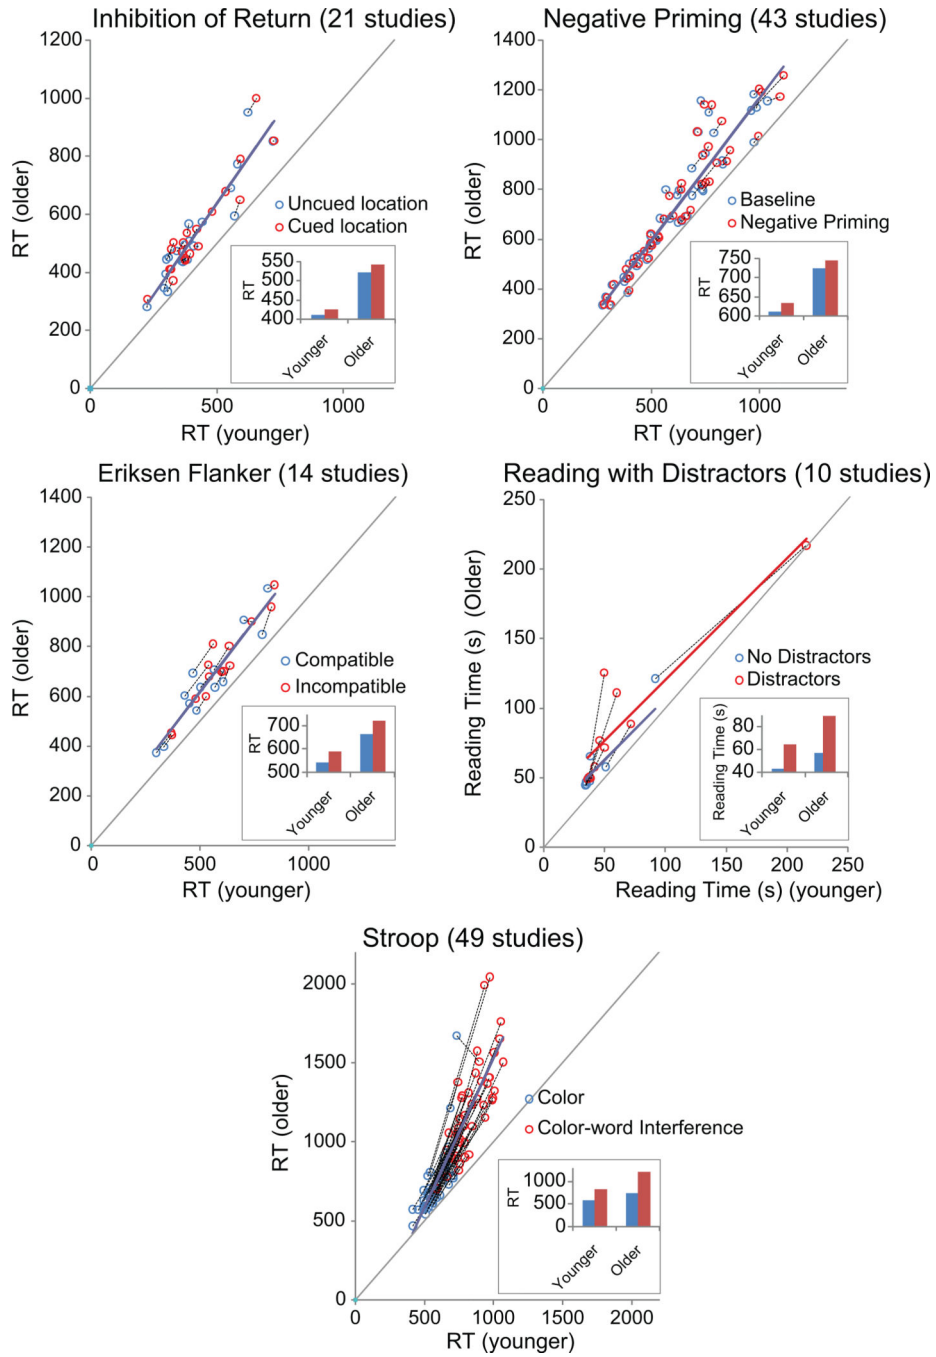 Inhibition of Return (21 studies)
1200
1000
800
600
400
200
0
0
500
1000
RT (older)
RT (younger)
Uncued location
Cued location
550
500
450
400
RT
Younger
Older
Negative Priming (43 studies)
1400
1200
1000
800
600
400
200
0
0
500
1000
RT (older)
RT (younger)
Baseline
Negative Priming
750
700
650
600
RT
Younger
Older
Eriksen Flanker (14 studies)
1400
1200
1000
800
600
400
200
0
0
500
1000
RT (older)
RT (younger)
Compatible
Incompatible
700
600
500
RT
Younger
Older
Reading with Distractors (10 studies)
250
200
150
100
50
0
0
50
100
150
200
250
Reading Time (s) (Older)
Reading Time (s) (younger)
No Distractors
Distractors
80
60
40
Reading Time (s)
Younger
Older
Stroop (49 studies)
2000
1500
1000
500
0
0
500
1000
1500
2000
RT (older)
RT (younger)
Color
Color-word Interference
1000
500
0
RT
Younger
Older